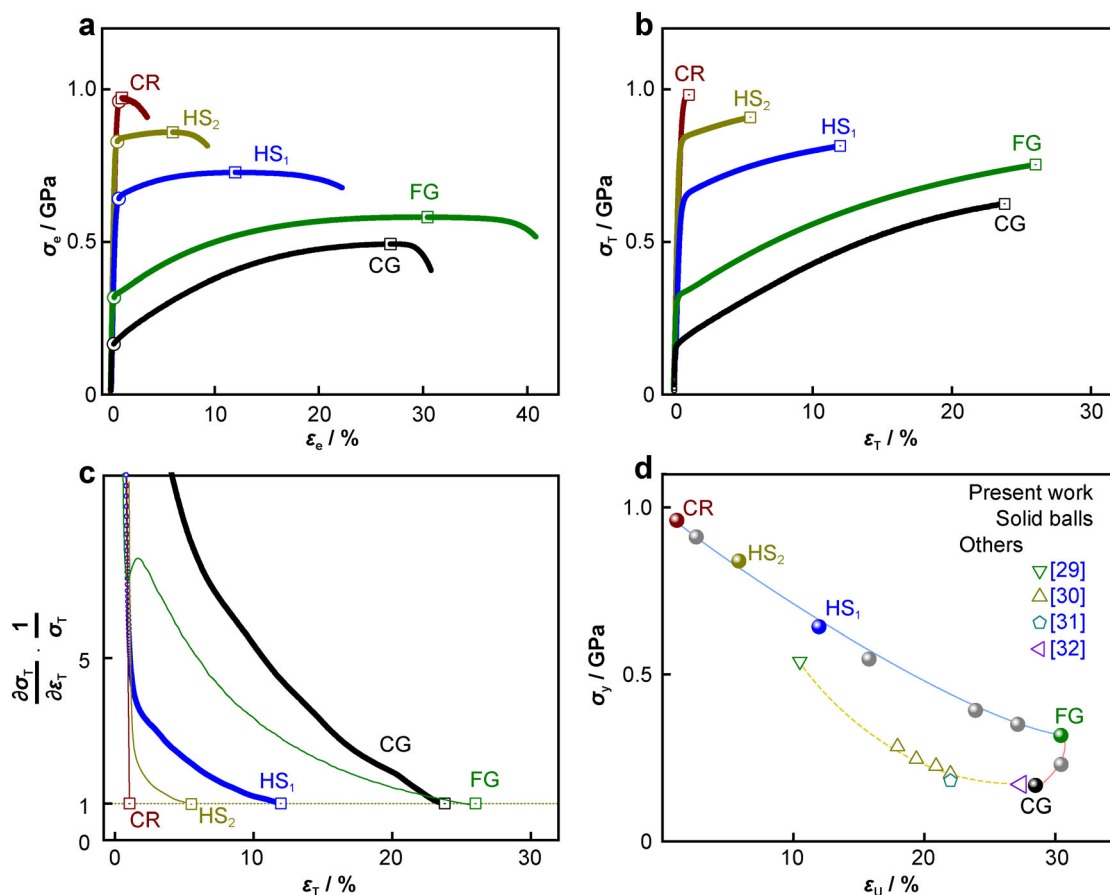 a
CR
HS2
HS1
FG
CG
1.0
0.5
0
σe / GPa
0 10 20 30 40
εe / %
b
CR
HS2
HS1
FG
CG
1.0
0.5
0
σT / GPa
0 10 20 30
εT / %
c
∂σT/∂εT · 1/σT
5
1
0
CG
FG
HS1
HS2
CR
0 10 20 30
εT / %
d
Present work
Solid balls
Others
[29]
[30]
[31]
[32]
CR
HS2
HS1
FG
CG
1.0
0.5
0
σy / GPa
10 20 30
εU / %